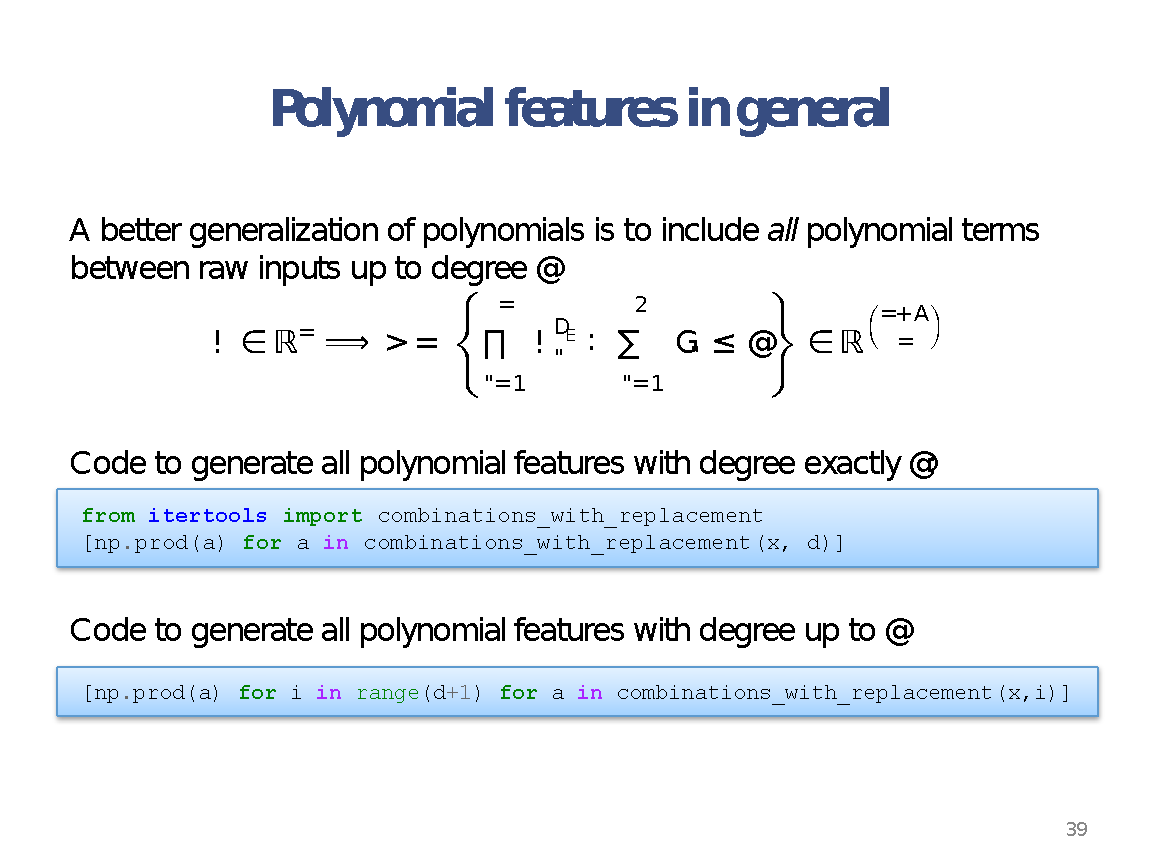 Polynomial features in general
A better generalization of polynomials is to include all polynomial terms
between raw inputs up to degree @
! ∈ ℝ^= ⟹ > = { ∏_{"=1}^{=} !_"^{D_E} : ∑_{"=1}^{2} G_i ≤ @ } ∈ ℝ^(=+A =)
Code to generate all polynomial features with degree exactly @
from itertools import combinations_with_replacement
[np.prod(a) for a in combinations_with_replacement(x, d)]
Code to generate all polynomial features with degree up to @
[np.prod(a) for i in range(d+1) for a in combinations_with_replacement(x,i)]
39